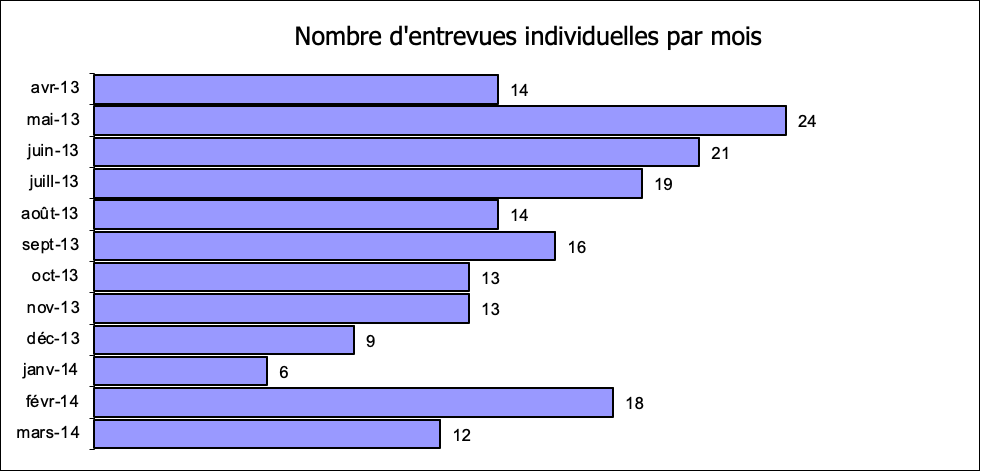 Nombre d'entrevues individuelles par mois
avr-13 14
mai-13 24
juin-13 21
juill-13 19
août-13 14
sept-13 16
oct-13 13
nov-13 13
déc-13 9
janv-14 6
févr-14 18
mars-14 12